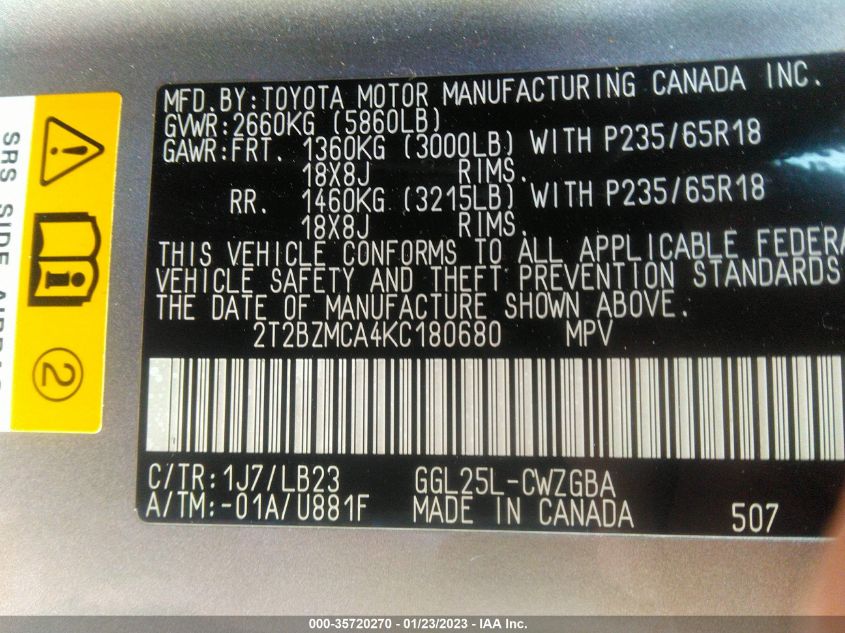 MFD.BY:TOYOTA MOTOR MANUFACTURING CANADA INC.
GVWR:2660KG (5860LB)
GAWR:FRT. 1360KG (3000LB) WITH P235/65R18
18X8J RIMS.
RR. 1460KG (3215LB) WITH P235/65R18
18X8J RIMS.
THIS VEHICLE CONFORMS TO ALL APPLICABLE FEDERA
VEHICLE SAFETY AND THEFT PREVENTION STANDARDS
THE DATE OF MANUFACTURE SHOWN ABOVE.
2T2BZMCA4KC180680 MPV
C/TR:1J7/LB23 GGL25L-CWZGBA
A/TM:-01A/U881F MADE IN CANADA 507
SRS SIDE
2
000-35720270 - 01/23/2023 - IAA Inc.